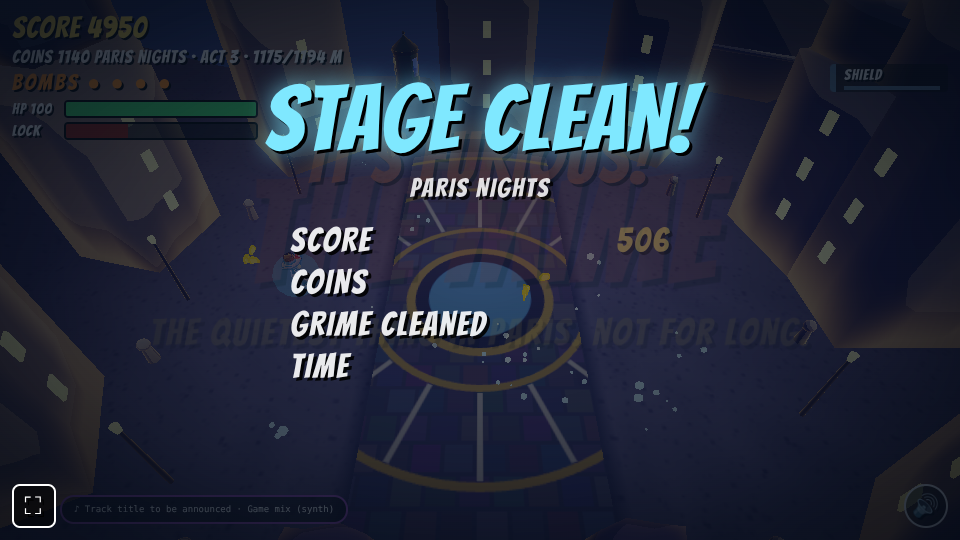 SCORE 4950
COINS 1140 PARIS NIGHTS · ACT 3 · 1175/1194 M
BOMBS
HP 100
LOCK
SHIELD
STAGE CLEAN!
PARIS NIGHTS
SCORE 506
COINS
GRIME CLEANED
TIME
♪ Track title to be announced · Game mix (synth)